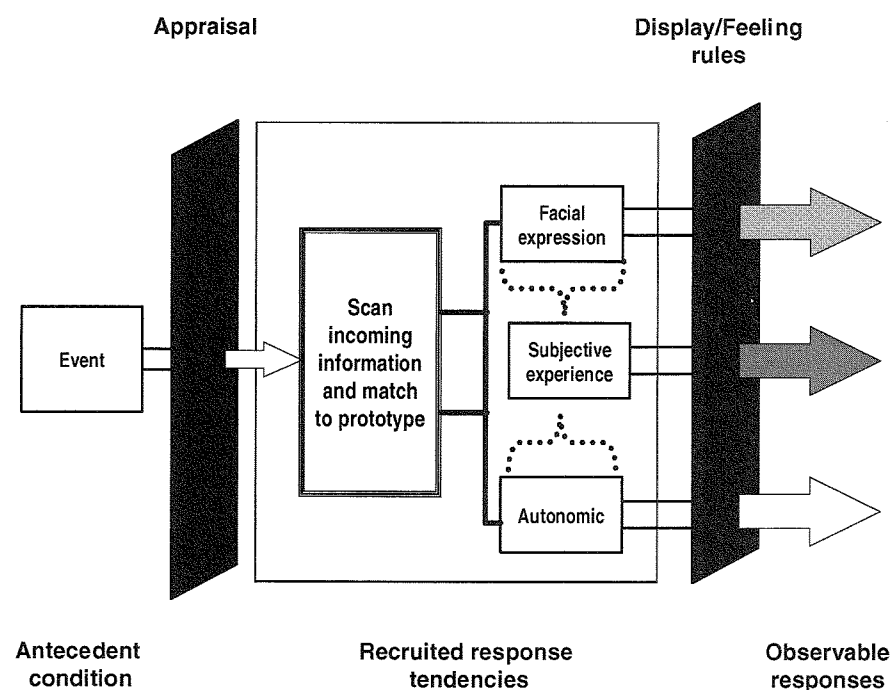 Appraisal
Display/Feeling
rules
Event
Scan
incoming
information
and match
to prototype
Facial
expression
Subjective
experience
Autonomic
Antecedent
condition
Recruited response
tendencies
Observable
responses